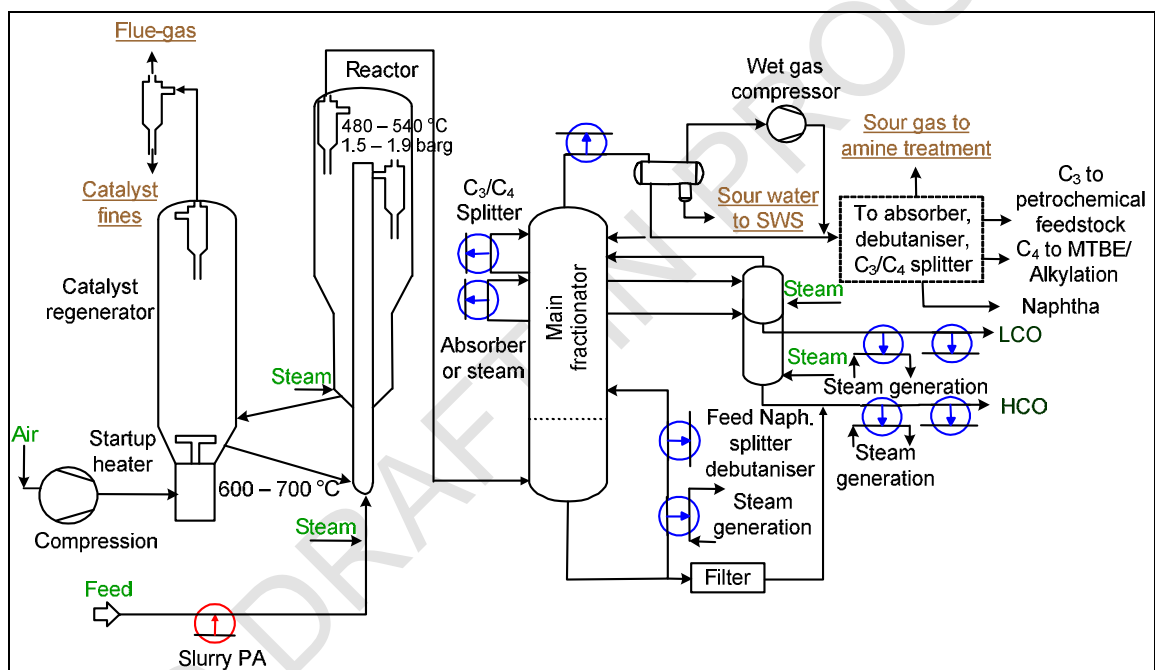 Flue-gas
Reactor
Wet gas
compressor
480 – 540 °C
1.5 – 1.9 barg
Sour gas to
amine treatment
Catalyst
fines
C3/C4
Splitter
Sour water
to SWS
To absorber,
debutaniser,
C3/C4 splitter
C3 to
petrochemical
feedstock
C4 to MTBE/
Alkylation
Naphtha
Catalyst
regenerator
Main
fractionator
Steam
LCO
Absorber
or steam
Steam
Steam
Steam generation
HCO
Air
Startup
heater
600 – 700 °C
Feed Naph.
splitter
debutaniser
Steam
generation
Steam
generation
Compression
Steam
Filter
Feed
Slurry PA
DRAFT IN PROC